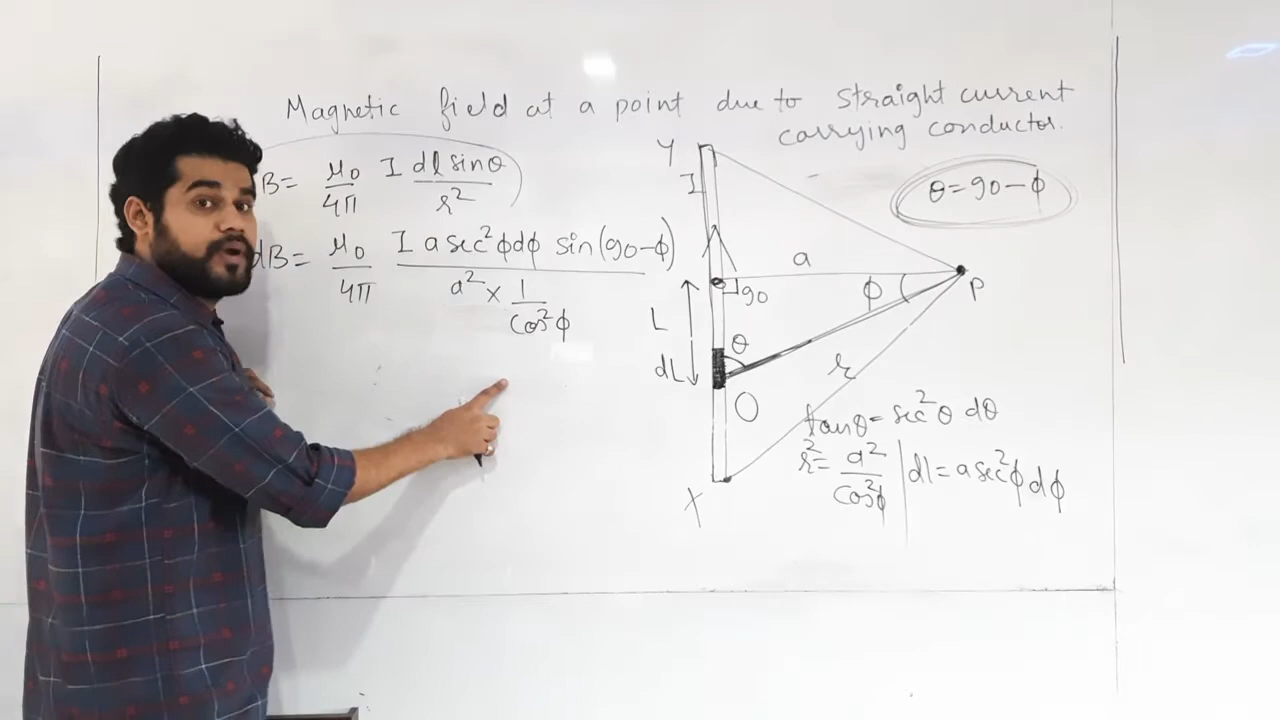 Magnetic field at a point due to straight current
carrying conductor.
B = μ0/4π I dl sinθ/r²
dB = μ0/4π I a sec²ϕ dϕ sin(90-ϕ)/a² × 1/cos²ϕ
θ = 90 - ϕ
Y
I
a
90
ϕ
P
L
θ
dL
r
O
X
tanθ = sec²θ dθ
r² = a²/cos²ϕ | dl = a sec²ϕ dϕ